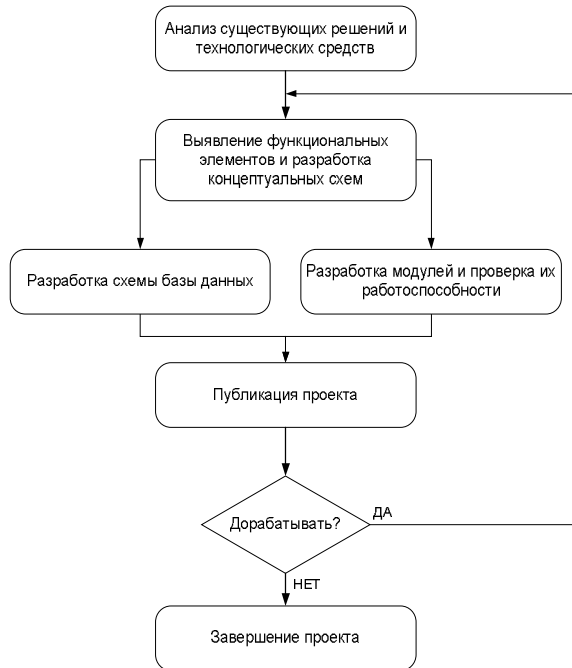 Анализ существующих решений и
технологических средств
Выявление функциональных
элементов и разработка
концептуальных схем
Разработка схемы базы данных
Разработка модулей и проверка их
работоспособности
Публикация проекта
Дорабатывать?
ДА
НЕТ
Завершение проекта